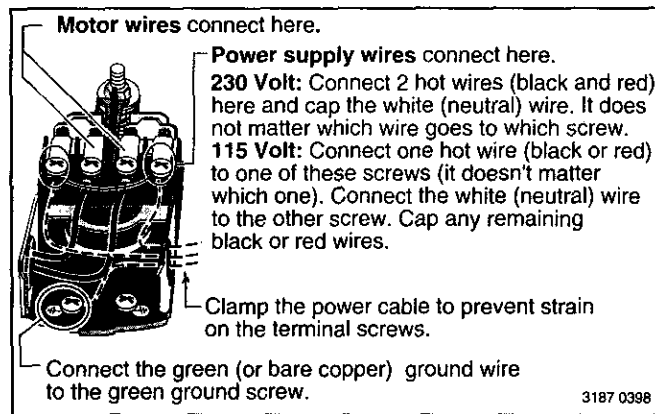 Motor wires connect here.
Power supply wires connect here.
230 Volt: Connect 2 hot wires (black and red)
here and cap the white (neutral) wire. It does
not matter which wire goes to which screw.
115 Volt: Connect one hot wire (black or red)
to one of these screws (it doesn't matter
which one). Connect the white (neutral) wire
to the other screw. Cap any remaining
black or red wires.
Clamp the power cable to prevent strain
on the terminal screws.
Connect the green (or bare copper) ground wire
to the green ground screw.
3187 0398